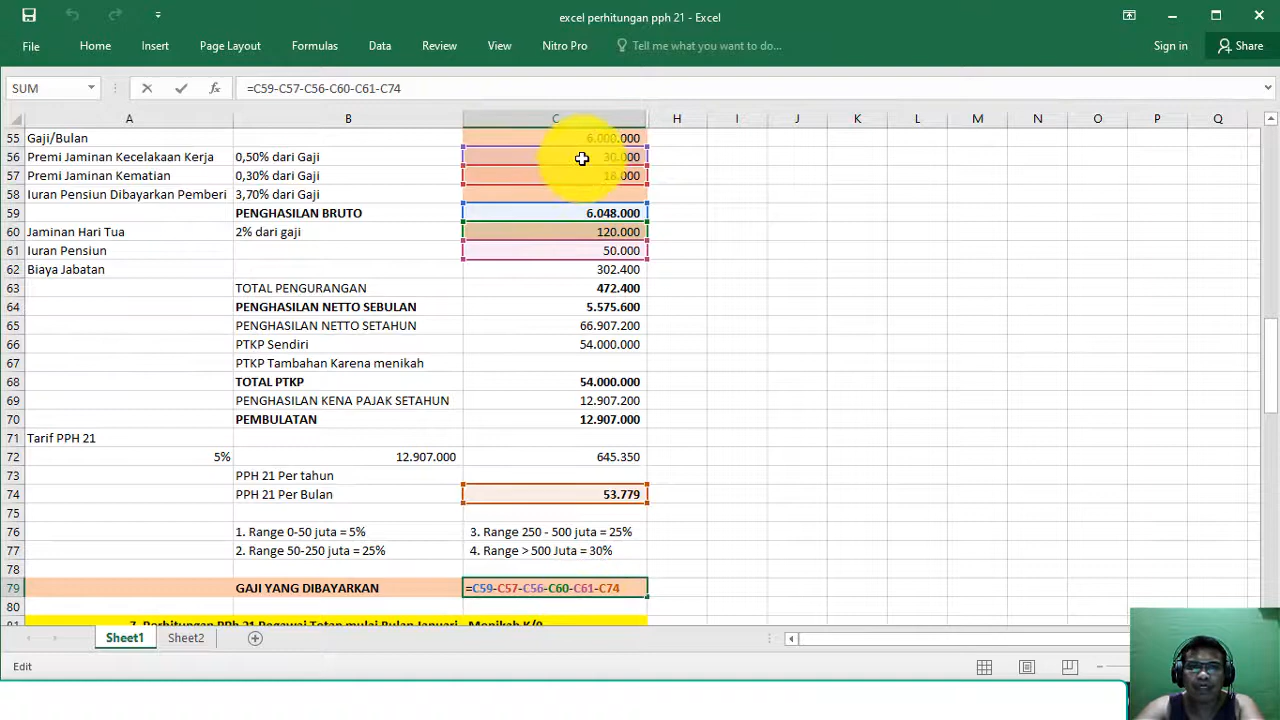 excel perhitungan pph 21 - Excel
File Home Insert Page Layout Formulas Data Review View Nitro Pro Tell me what you want to do... Sign in Share
SUM fx =C59-C57-C56-C60-C61-C74
A B C H I J K L M N O P Q
55 Gaji/Bulan 6.000.000
56 Premi Jaminan Kecelakaan Kerja 0,50% dari Gaji 30.000
57 Premi Jaminan Kematian 0,30% dari Gaji 18.000
58 Iuran Pensiun Dibayarkan Pemberi 3,70% dari Gaji
59 PENGHASILAN BRUTO 6.048.000
60 Jaminan Hari Tua 2% dari gaji 120.000
61 Iuran Pensiun 50.000
62 Biaya Jabatan 302.400
63 TOTAL PENGURANGAN 472.400
64 PENGHASILAN NETTO SEBULAN 5.575.600
65 PENGHASILAN NETTO SETAHUN 66.907.200
66 PTKP Sendiri 54.000.000
67 PTKP Tambahan Karena menikah
68 TOTAL PTKP 54.000.000
69 PENGHASILAN KENA PAJAK SETAHUN 12.907.200
70 PEMBULATAN 12.907.000
71 Tarif PPH 21
72 5% 12.907.000 645.350
73 PPH 21 Per tahun
74 PPH 21 Per Bulan 53.779
75
76 1. Range 0-50 juta = 5% 3. Range 250 - 500 juta = 25%
77 2. Range 50-250 juta = 25% 4. Range > 500 Juta = 30%
78
79 GAJI YANG DIBAYARKAN =C59-C57-C56-C60-C61-C74
80
7. Perhitungan PPh 21 Pegawai Tetap mulai Bulan Januari - Menikah K/0
Sheet1 Sheet2
Edit